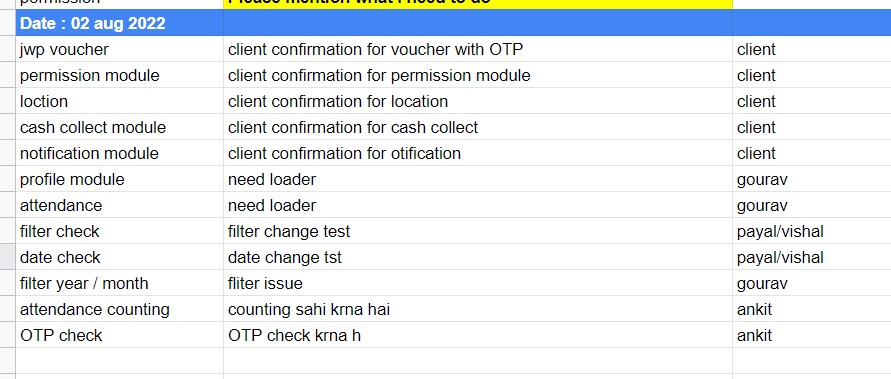 permission Please mention what I need to do
Date : 02 aug 2022
jwp voucher client confirmation for voucher with OTP client
permission module client confirmation for permission module client
loction client confirmation for location client
cash collect module client confirmation for cash collect client
notification module client confirmation for otification client
profile module need loader gourav
attendance need loader gourav
filter check filter change test payal/vishal
date check date change tst payal/vishal
filter year / month fliter issue gourav
attendance counting counting sahi krna hai ankit
OTP check OTP check krna h ankit